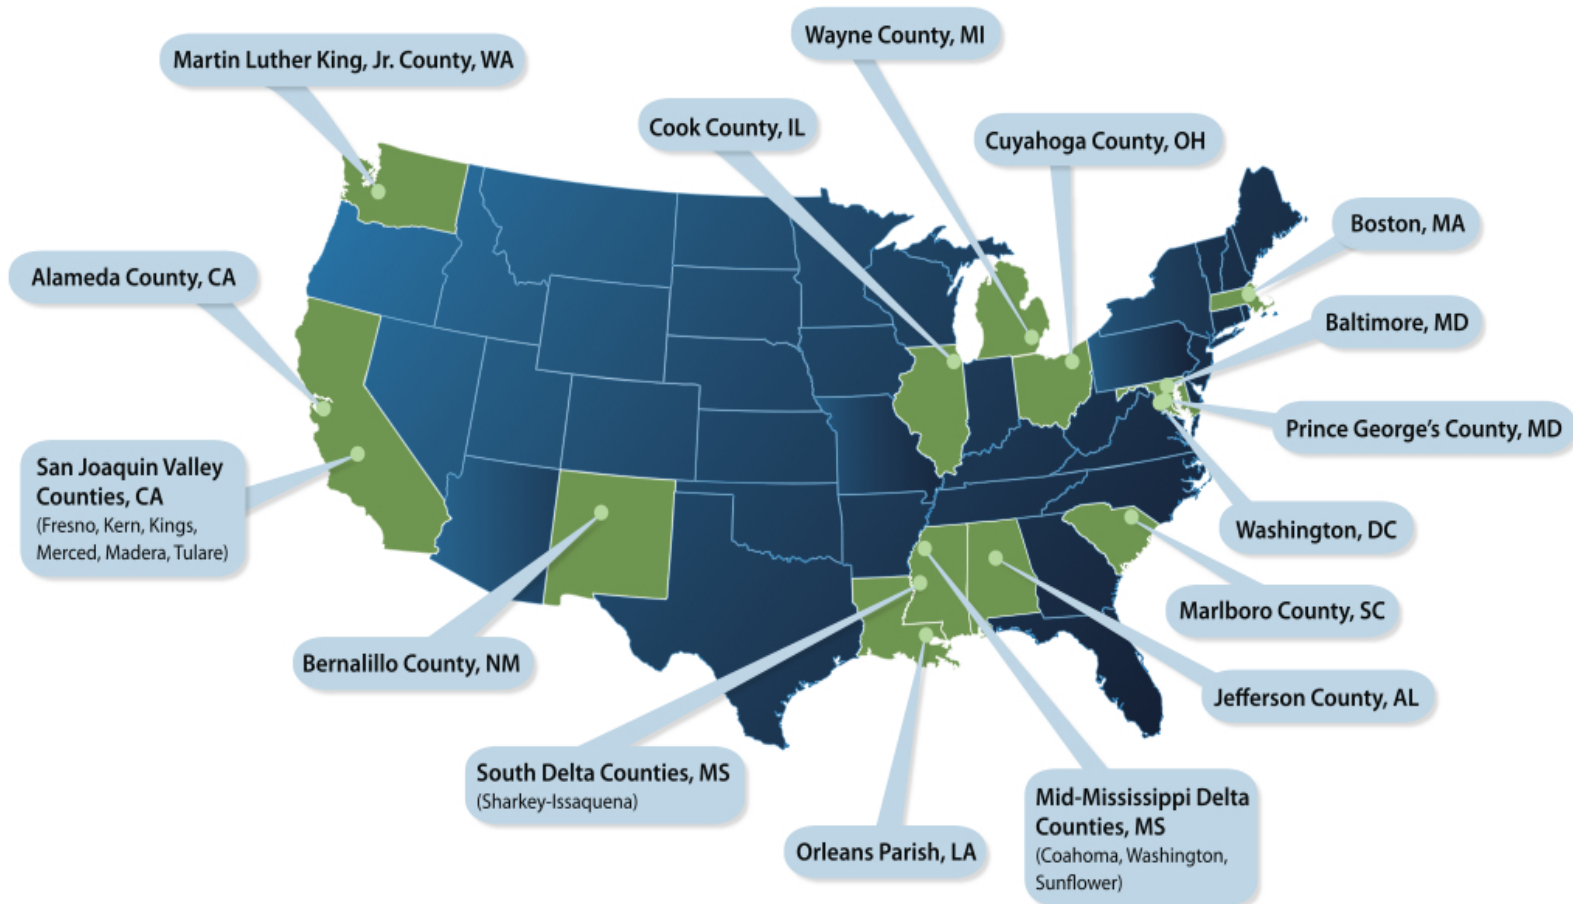 Wayne County, MI
Martin Luther King, Jr. County, WA
Cook County, IL
Cuyahoga County, OH
Boston, MA
Alameda County, CA
Baltimore, MD
Prince George's County, MD
San Joaquin Valley
Counties, CA
(Fresno, Kern, Kings,
Merced, Madera, Tulare)
Washington, DC
Marlboro County, SC
Bernalillo County, NM
Jefferson County, AL
South Delta Counties, MS
(Sharkey-Issaquena)
Mid-Mississippi Delta
Counties, MS
(Coahoma, Washington,
Sunflower)
Orleans Parish, LA